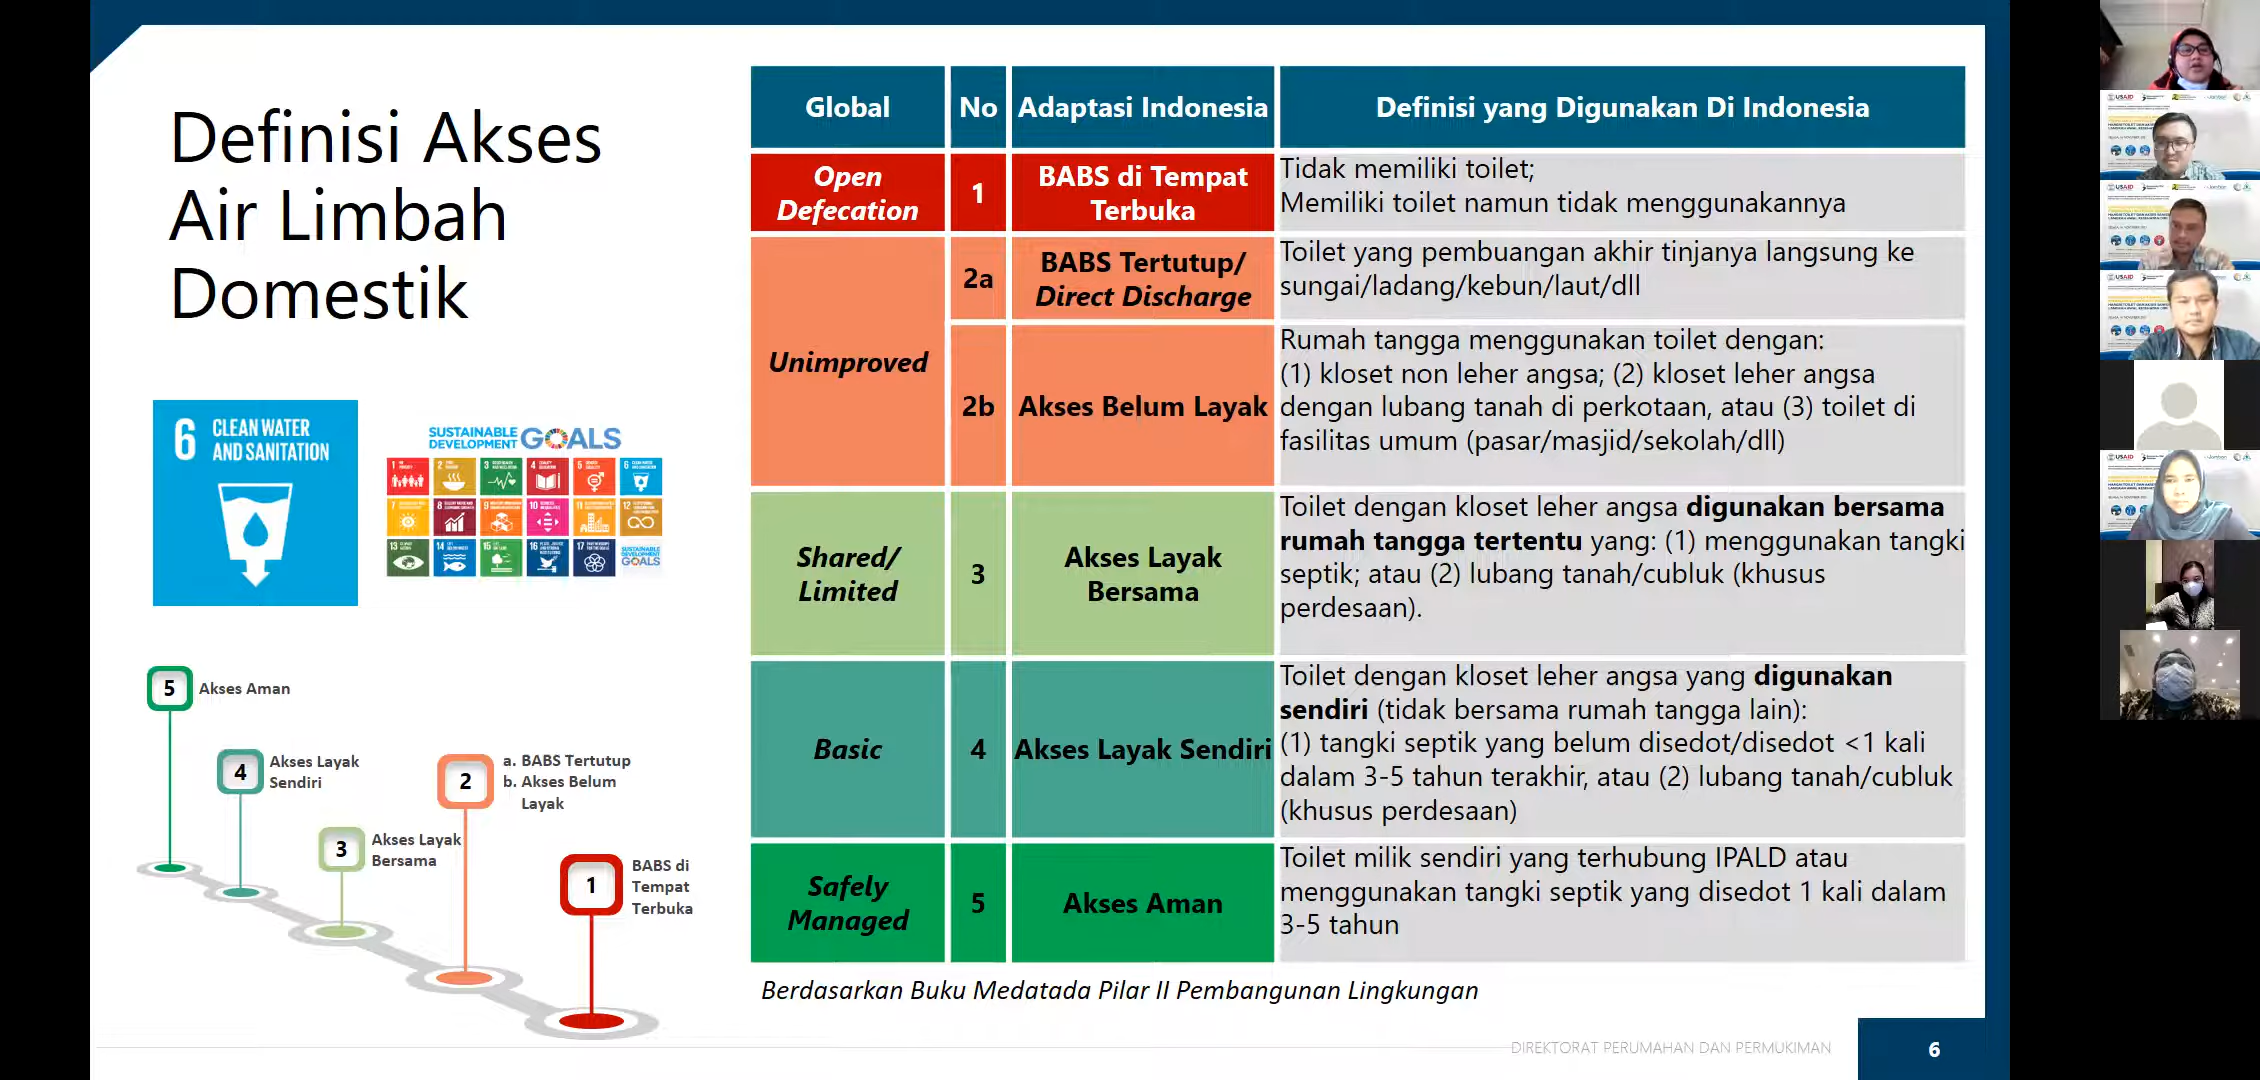 Definisi Akses
Air Limbah
Domestik
6 CLEAN WATER
AND SANITATION
SUSTAINABLE
DEVELOPMENT GOALS
5 Akses Aman
4 Akses Layak
Sendiri
3 Akses Layak
Bersama
2 a. BABS Tertutup
b. Akses Belum
Layak
1 BABS di
Tempat
Terbuka
Global No Adaptasi Indonesia Definisi yang Digunakan Di Indonesia
Open
Defecation
1
BABS di Tempat
Terbuka
Tidak memiliki toilet;
Memiliki toilet namun tidak menggunakannya
Unimproved
2a
BABS Tertutup/
Direct Discharge
Toilet yang pembuangan akhir tinjanya langsung ke
sungai/ladang/kebun/laut/dll
2b
Akses Belum Layak
Rumah tangga menggunakan toilet dengan:
(1) kloset non leher angsa; (2) kloset leher angsa
dengan lubang tanah di perkotaan, atau (3) toilet di
fasilitas umum (pasar/masjid/sekolah/dll)
Shared/
Limited
3
Akses Layak
Bersama
Toilet dengan kloset leher angsa digunakan bersama
rumah tangga tertentu yang: (1) menggunakan tangki
septik; atau (2) lubang tanah/cubluk (khusus
perdesaan).
Basic
4
Akses Layak Sendiri
Toilet dengan kloset leher angsa yang digunakan
sendiri (tidak bersama rumah tangga lain):
(1) tangki septik yang belum disedot/disedot <1 kali
dalam 3-5 tahun terakhir, atau (2) lubang tanah/cubluk
(khusus perdesaan)
Safely
Managed
5
Akses Aman
Toilet milik sendiri yang terhubung IPALD atau
menggunakan tangki septik yang disedot 1 kali dalam
3-5 tahun
Berdasarkan Buku Medatada Pilar II Pembangunan Lingkungan
DIREKTORAT PERUMAHAN DAN PERMUKIMAN
6
USAID
USAID
USAID